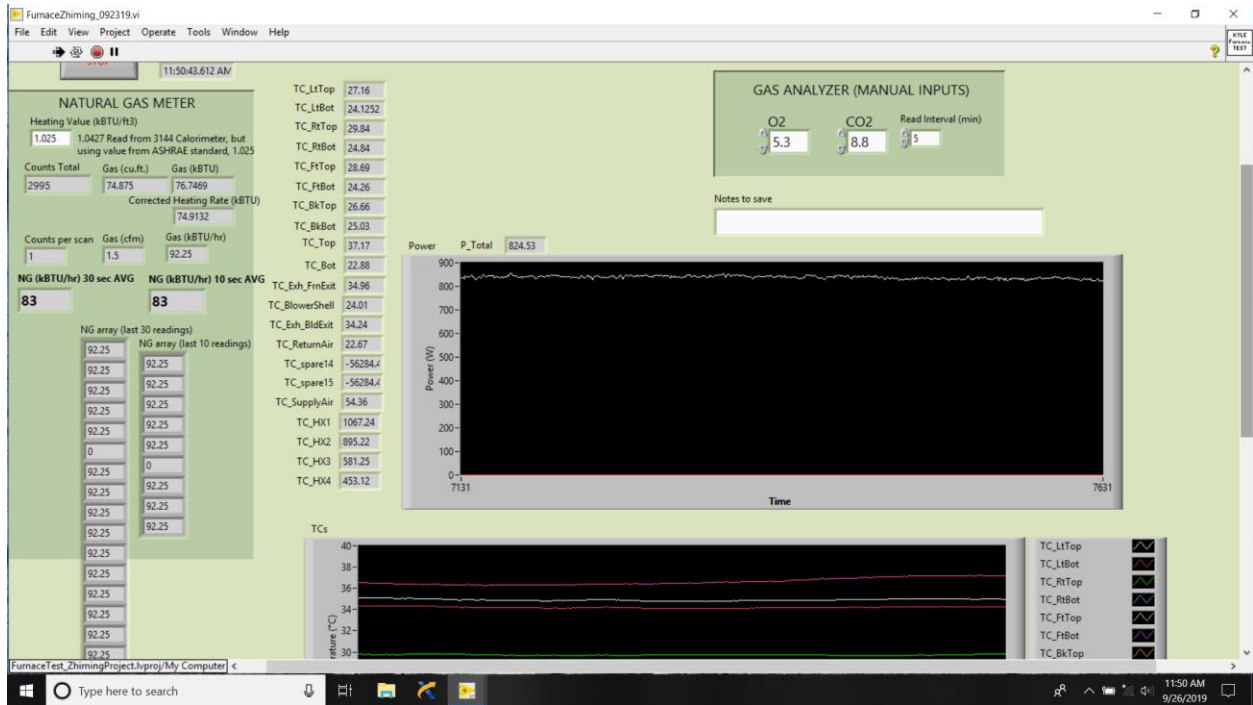 FurnaceZhiming_092319.vi
File Edit View Project Operate Tools Window Help
KYLE
Furnace
TEST
STOP
11:50:43.612 AM
NATURAL GAS METER
Heating Value (kBTU/ft3)
1.025
1.0427 Read from 3144 Calorimeter, but
using value from ASHRAE standard, 1.025
Counts Total Gas (cu.ft.) Gas (kBTU)
2995 74.875 76.7469
Corrected Heating Rate (kBTU)
74.9132
Counts per scan Gas (cfm) Gas (kBTU/hr)
1 1.5 92.25
NG (kBTU/hr) 30 sec AVG NG (kBTU/hr) 10 sec AVG
83 83
NG array (last 30 readings)
92.25
92.25
92.25
92.25
92.25
0
92.25
92.25
92.25
92.25
92.25
92.25
92.25
92.25
92.25
92.25
NG array (last 10 readings)
92.25
92.25
92.25
92.25
92.25
0
92.25
92.25
92.25
TC_LtTop 27.16
TC_LtBot 24.1252
TC_RtTop 29.84
TC_RtBot 24.84
TC_FtTop 28.69
TC_FtBot 24.26
TC_BkTop 26.66
TC_BkBot 25.03
TC_Top 37.17
TC_Bot 22.88
TC_Exh_FrnExit 34.96
TC_BlowerShell 24.01
TC_Exh_BldExit 34.24
TC_ReturnAir 22.67
TC_spare14 -56284.4
TC_spare15 -56284.4
TC_SupplyAir 54.36
TC_HX1 1067.24
TC_HX2 895.22
TC_HX3 581.25
TC_HX4 453.12
GAS ANALYZER (MANUAL INPUTS)
O2 CO2 Read Interval (min)
5.3 8.8 5
Notes to save
Power P_Total 824.53
900
800
700
600
500
400
300
200
100
0
Power (W)
7131 7631
Time
TCs
40
38
36
34
32
30
rature (°C)
TC_LtTop
TC_LtBot
TC_RtTop
TC_RtBot
TC_FtTop
TC_FtBot
TC_BkTop
FurnaceTest_ZhimingProject.lvproj/My Computer
Type here to search
11:50 AM
9/26/2019